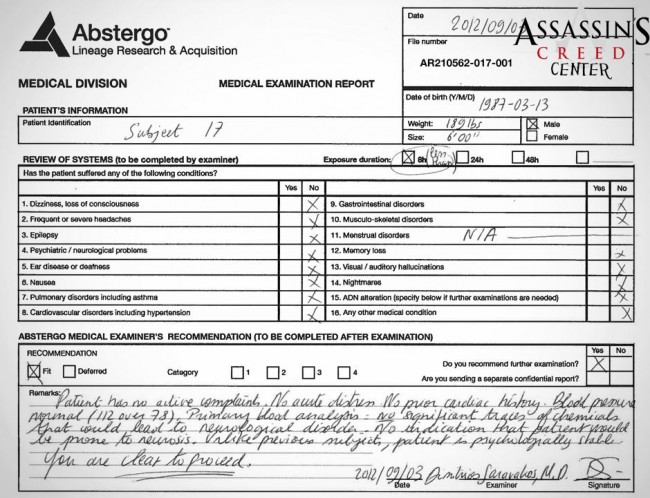 Abstergo
Lineage Research & Acquisition
Date
2012/09/0
ASSASSIN'S
CREED
CENTER
File number
AR210562-017-001
MEDICAL DIVISION
MEDICAL EXAMINATION REPORT
Date of birth (Y/M/D)
1987-03-13
PATIENT'S INFORMATION
Patient Identification
Subject 17
Weight: 189 lbs
Size: 6'00"
Male
Female
REVIEW OF SYSTEMS (to be completed by examiner)
Exposure duration: 6h 24h 48h
Has the patient suffered any of the following conditions?
Yes No Yes No
1. Dizziness, loss of consciousness
2. Frequent or severe headaches
3. Epilepsy
4. Psychiatric / neurological problems
5. Ear disease or deafness
6. Nausea
7. Pulmonary disorders including asthma
8. Cardiovascular disorders including hypertension
9. Gastrointestinal disorders
10. Musculo-skeletal disorders
11. Menstrual disorders N/A
12. Memory loss
13. Visual / auditory hallucinations
14. Nightmares
15. ADN alteration (specify below if further examinations are needed)
16. Any other medical condition
ABSTERGO MEDICAL EXAMINER'S RECOMMENDATION (TO BE COMPLETED AFTER EXAMINATION)
RECOMMENDATION
Fit Deferred Category 1 2 3 4
Yes No
Do you recommend further examination?
Are you sending a separate confidential report?
Remarks: Patient has no active complaints. No acute distress No prior cardiac history. Blood pressure
normal (112 over 78). Primary blood analysis = no significant traces of chemicals
that would lead to neurological disorder. No indication that patient would
be prone to neurosis. Unlike previous subject, patient is psychologically stable
You are clear to proceed.
2012/09/03 M.D.
Date Examiner Signature